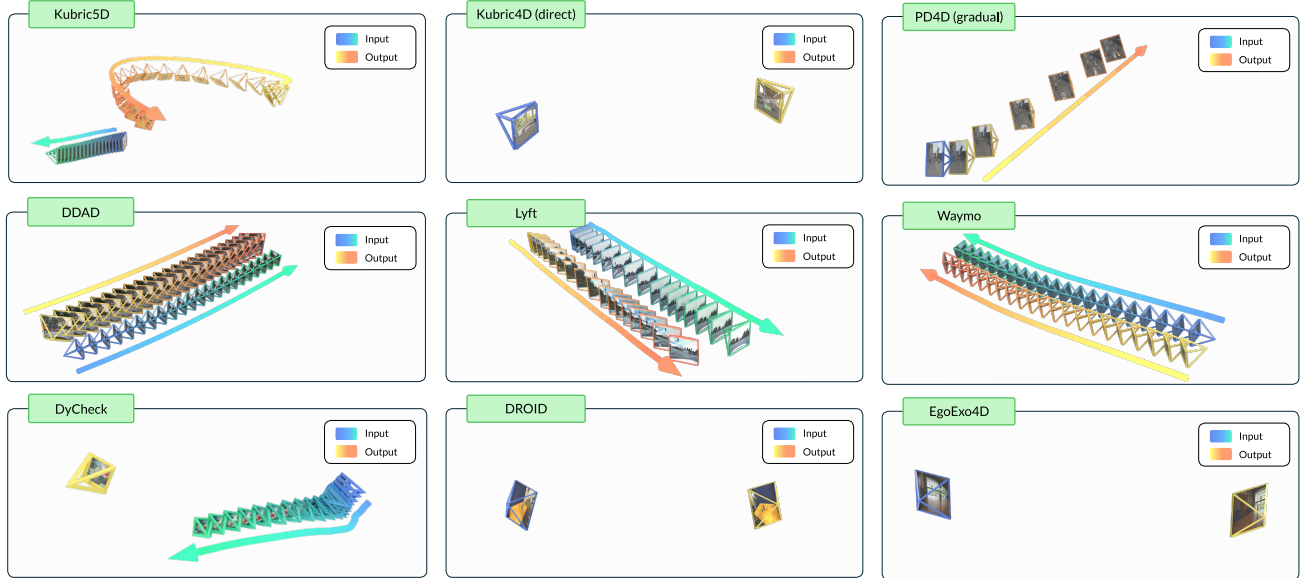 Kubric5D
Input
Output
Kubric4D (direct)
Input
Output
PD4D (gradual)
Input
Output
DDAD
Input
Output
Lyft
Input
Output
Waymo
Input
Output
DyCheck
Input
Output
DROID
Input
Output
EgoExo4D
Input
Output